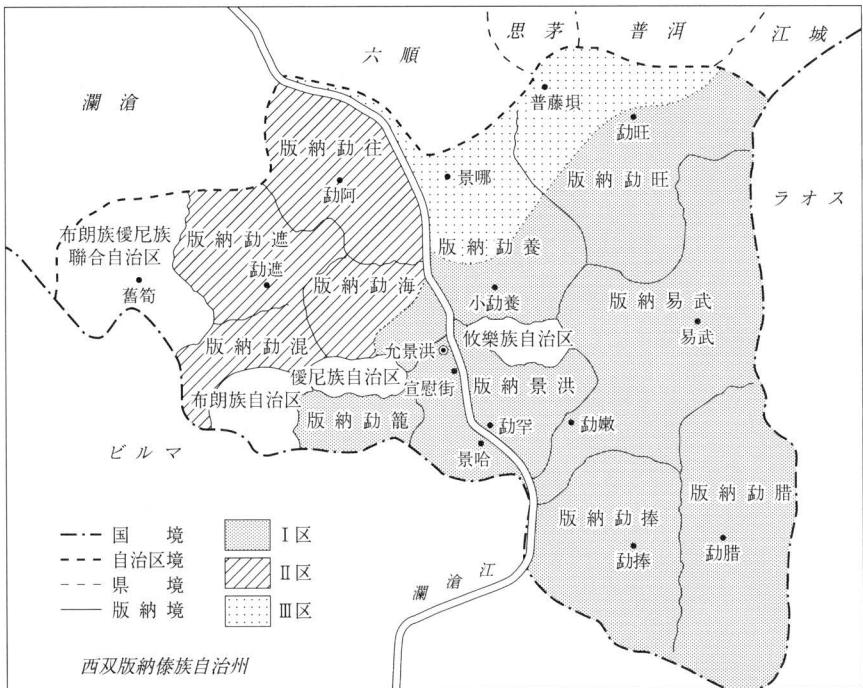 思茅
普洱
江城
六順
瀾滄
普藤埧
勐旺
版納勐往
景哪
版納勐旺
勐阿
ラオス
布朗族優尼族
聯合自治区
版納勐遮
版納勐養
勐遮
版納勐海
舊筍
小勐養
版納易武
易武
攸樂族自治区
允景洪
版納勐混
優尼族自治区
宣慰街
版納景洪
布朗族自治区
版納勐籠
勐罕
勐嫩
景哈
ビルマ
版納勐腊
版納勐捧
勐捧
勐腊
国境
自治区境
県境
版納境
I区
II区
III区
瀾滄江
西双版納傣族自治州